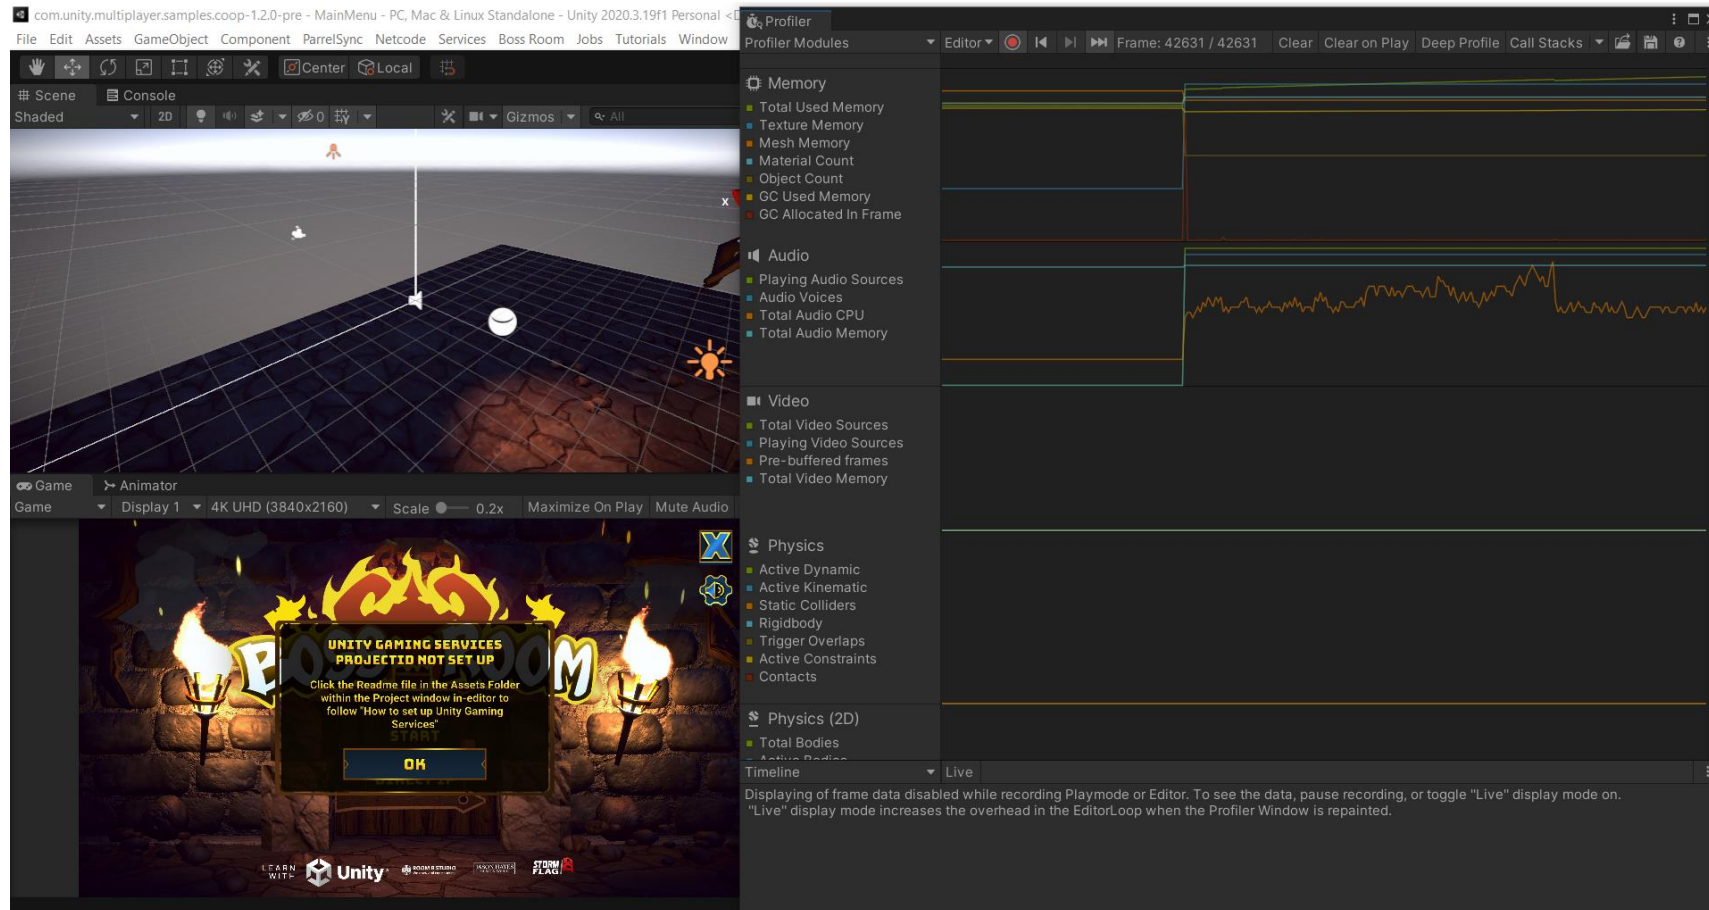 com.unity.multiplayer.samples.coop-1.2.0-pre - MainMenu - PC, Mac & Linux Standalone - Unity 2020.3.19f1 Personal
File Edit Assets GameObject Component ParrelSync Netcode Services Boss Room Jobs Tutorials Window
Center Local
Scene Console
Shaded 2D 0 Gizmos All
x
Game Animator
Game Display 1 4K UHD (3840x2160) Scale 0.2x Maximize On Play Mute Audio
BOSS ROOM
UNITY GAMING SERVICES
PROJECTID NOT SET UP
Click the Readme file in the Assets Folder
within the Project window in-editor to
follow "How to set up Unity Gaming
Services"
START
OK
LEARN
WITH
Unity
STORM
FLAG
Profiler
Profiler Modules Editor Frame: 42631 / 42631 Clear Clear on Play Deep Profile Call Stacks
Memory
Total Used Memory
Texture Memory
Mesh Memory
Material Count
Object Count
GC Used Memory
GC Allocated In Frame
Audio
Playing Audio Sources
Audio Voices
Total Audio CPU
Total Audio Memory
Video
Total Video Sources
Playing Video Sources
Pre-buffered frames
Total Video Memory
Physics
Active Dynamic
Active Kinematic
Static Colliders
Rigidbody
Trigger Overlaps
Active Constraints
Contacts
Physics (2D)
Total Bodies
Active Bodies
Timeline Live
Displaying of frame data disabled while recording Playmode or Editor. To see the data, pause recording, or toggle "Live" display mode on.
"Live" display mode increases the overhead in the EditorLoop when the Profiler Window is repainted.